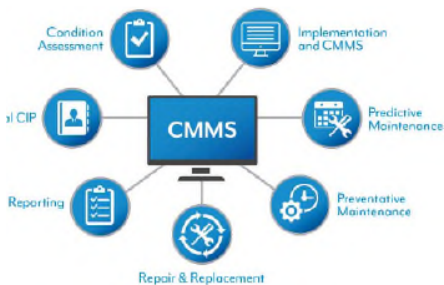 Condition
Assessment
Implementation
and CMMS
al CIP
CMMS
Predictive
Maintenance
Reporting
Preventative
Maintenance
Repair & Replacement